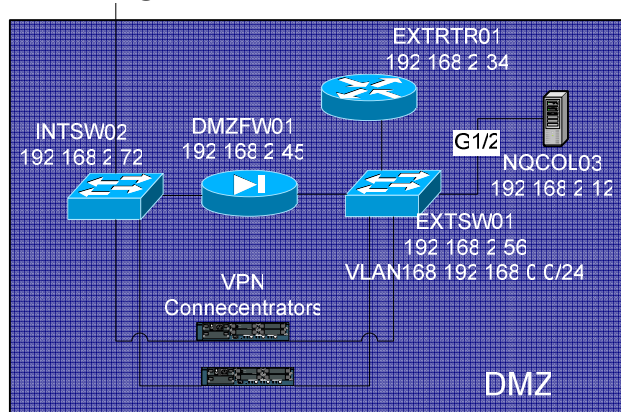 EXTRTR01
192 168 2 34
INTSW02
192 168 2 72
DMZFW01
192 168 2 45
G1/2
NQCOL03
192 168 2 12
EXTSW01
192 168 2 56
VLAN168 192 168 0 0/24
VPN
Connecentrators
DMZ